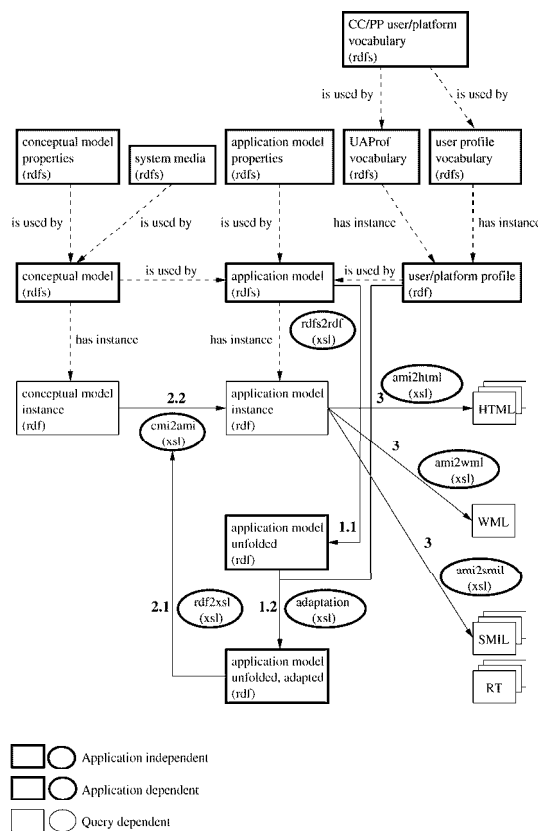 CC/PP user/platform
vocabulary
(rdfs)
is used by
is used by
conceptual model
properties
(rdfs)
system media
(rdfs)
application model
properties
(rdfs)
UAProf
vocabulary
(rdfs)
user profile
vocabulary
(rdfs)
is used by
is used by
is used by
has instance
has instance
conceptual model
(rdfs)
is used by
application model
(rdfs)
is used by
user/platform profile
(rdf)
has instance
has instance
rdfs2rdf
(xsl)
conceptual model
instance
(rdf)
2.2
cmi2ami
(xsl)
application model
instance
(rdf)
ami2html
(xsl)
3
HTML
3
ami2wml
(xsl)
WML
application model
unfolded
(rdf)
1.1
3
ami2smil
(xsl)
2.1
rdf2xsl
(xsl)
1.2
adaptation
(xsl)
SMIL
application model
unfolded, adapted
(rdf)
RT
Application independent
Application dependent
Query dependent